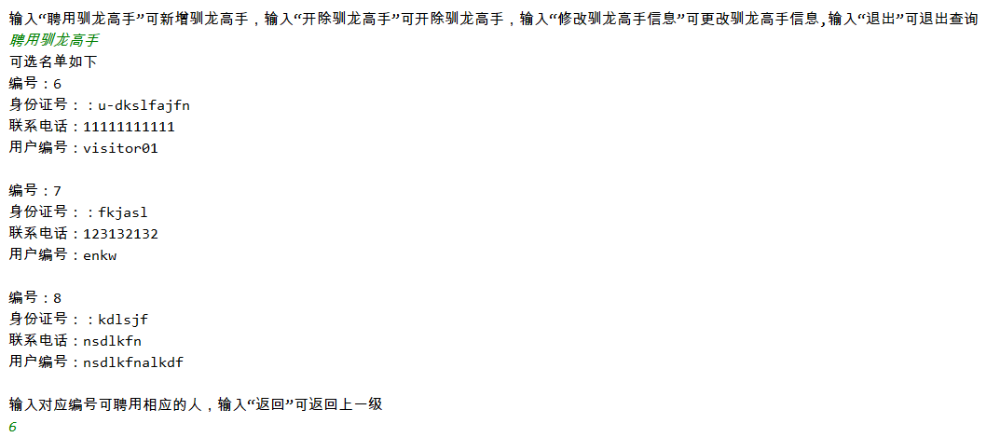 输入“聘用驯龙高手”可新增驯龙高手，输入“开除驯龙高手”可开除驯龙高手，输入“修改驯龙高手信息”可更改驯龙高手信息,输入“退出”可退出查询
聘用驯龙高手
可选名单如下
编号：6
身份证号：：u-dkslfajfn
联系电话：11111111111
用户编号：visitor01
编号：7
身份证号：：fkjasl
联系电话：123132132
用户编号：enkw
编号：8
身份证号：：kdlsjf
联系电话：nsdlkfn
用户编号：nsdlkfnalkdf
输入对应编号可聘用相应的人，输入“返回”可返回上一级
6